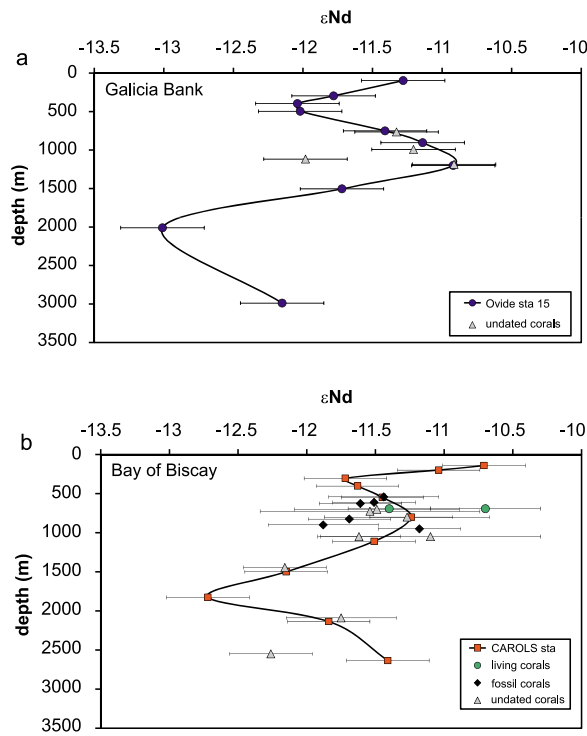 εNd
-13.5 -13 -12.5 -12 -11.5 -11 -10.5 -10
a
Galicia Bank
0
500
1000
1500
2000
2500
3000
3500
depth (m)
Ovide sta 15
undated corals
εNd
-13.5 -13 -12.5 -12 -11.5 -11 -10.5 -10
b
Bay of Biscay
0
500
1000
1500
2000
2500
3000
3500
depth (m)
CAROLS sta
living corals
fossil corals
undated corals